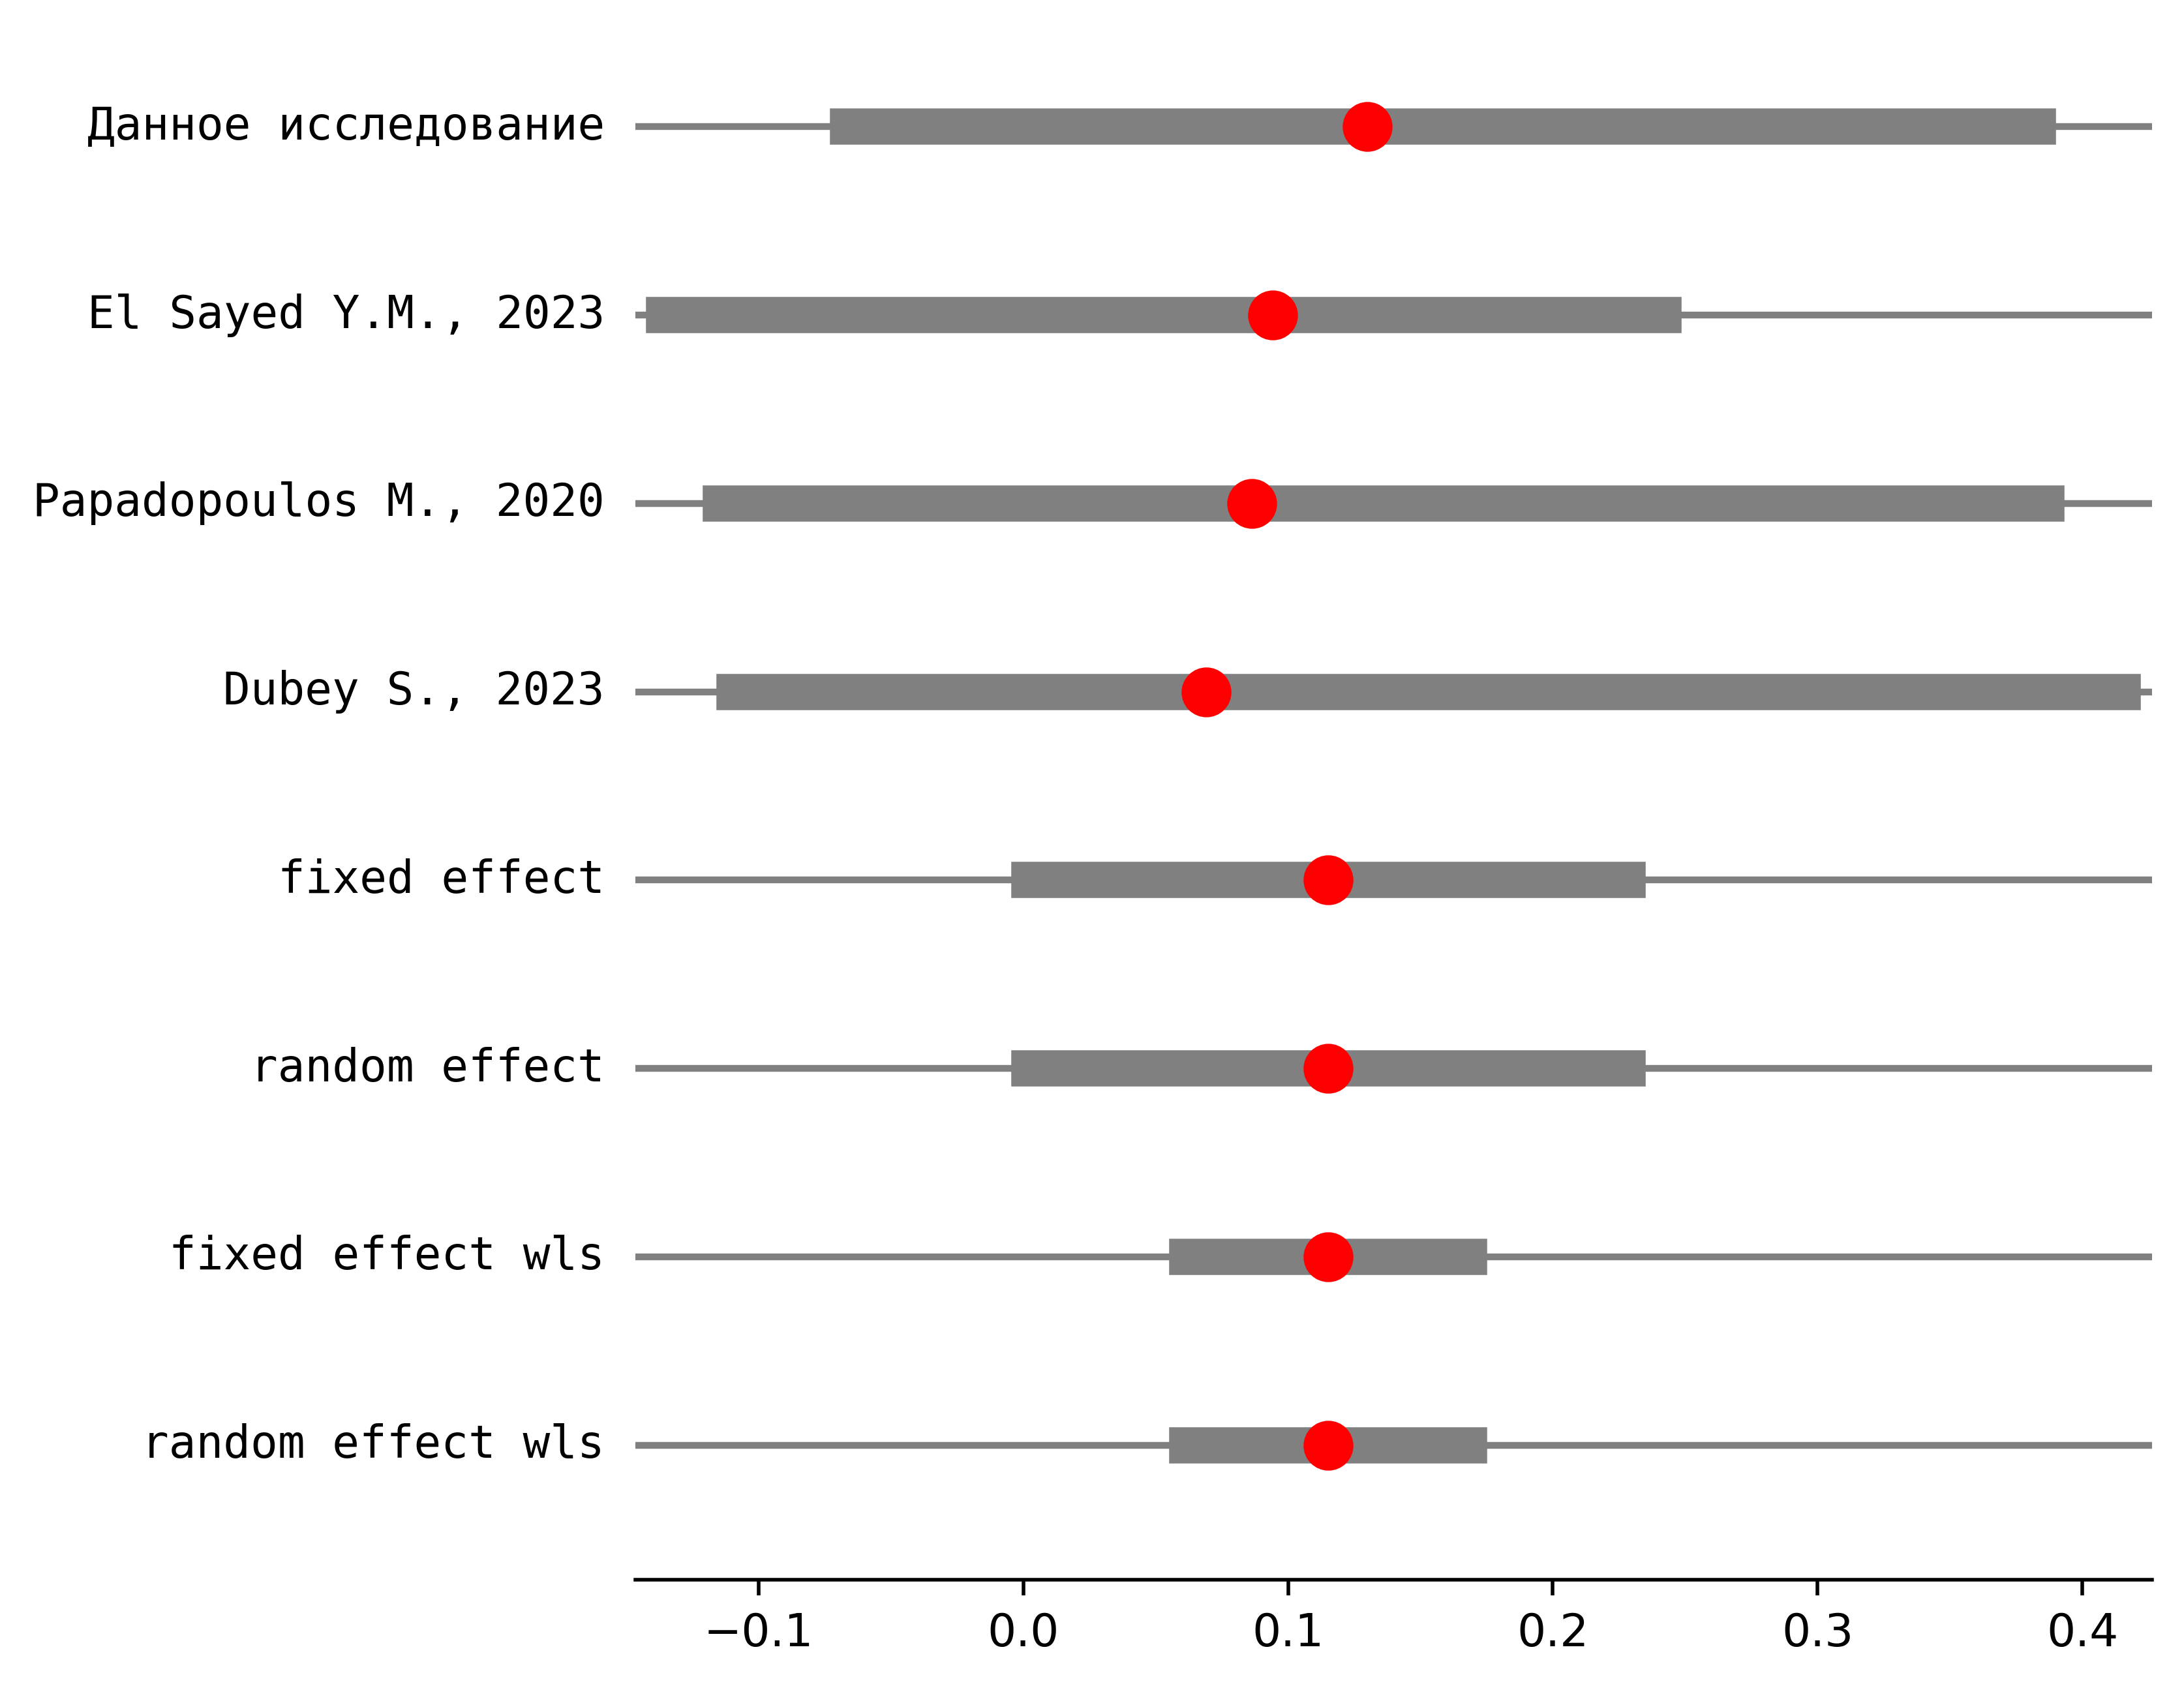 Данное исследование
El Sayed Y.M., 2023
Papadopoulos M., 2020
Dubey S., 2023
fixed effect
random effect
fixed effect wls
random effect wls
−0.1 0.0 0.1 0.2 0.3 0.4